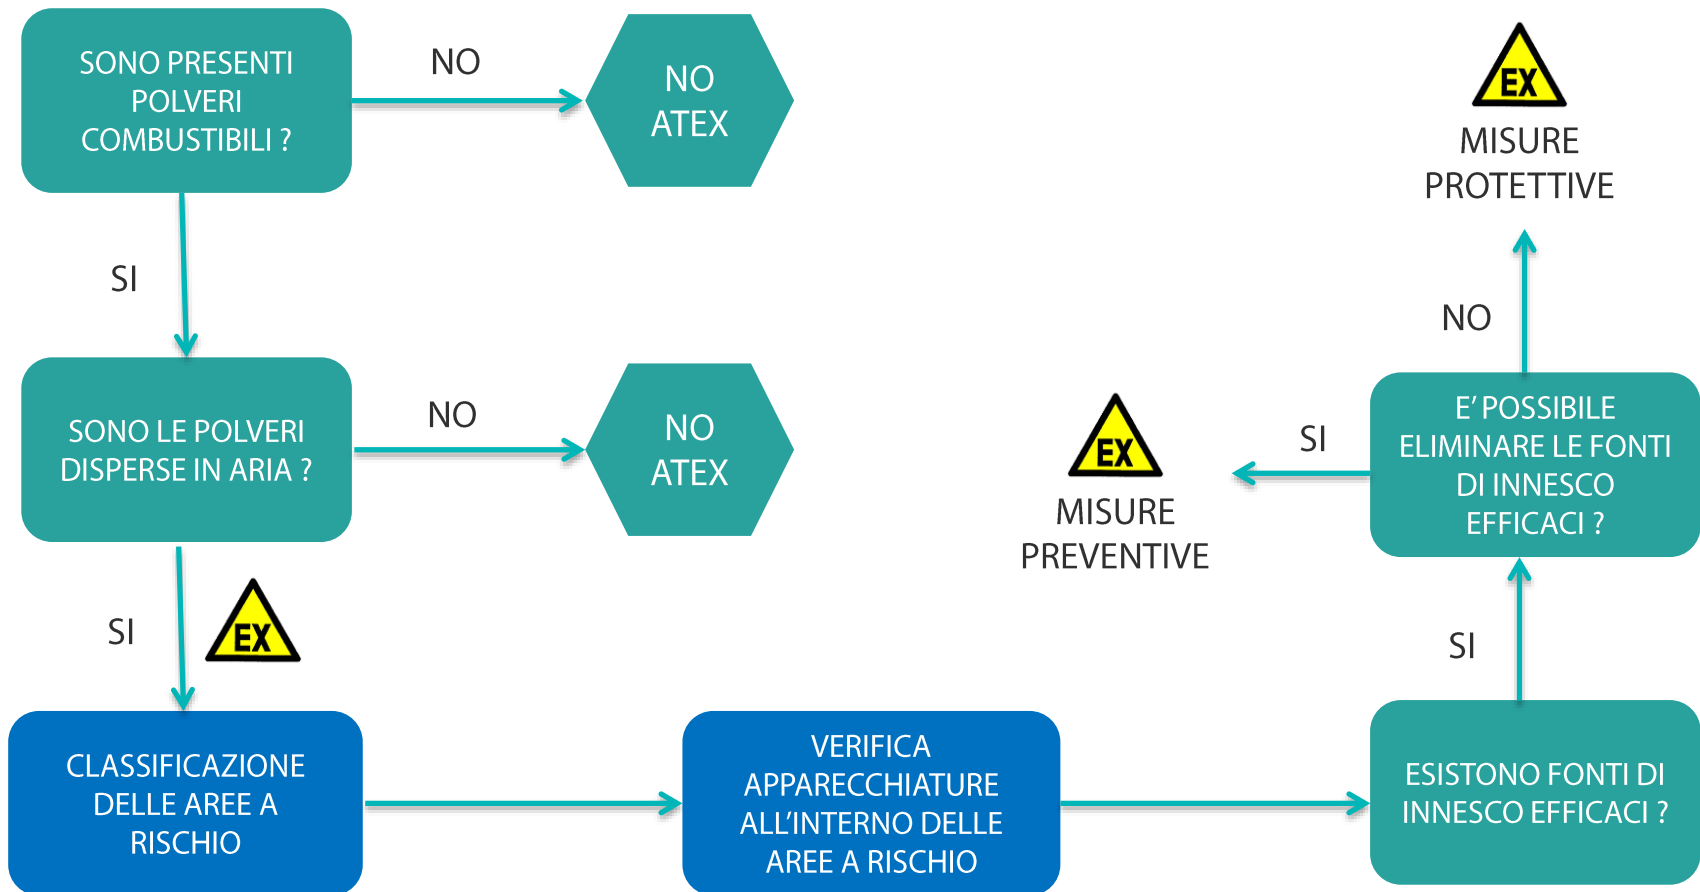 SONO PRESENTI
POLVERI
COMBUSTIBILI ?
NO
NO
ATEX
SI
SONO LE POLVERI
DISPERSE IN ARIA ?
NO
NO
ATEX
SI
EX
CLASSIFICAZIONE
DELLE AREE A
RISCHIO
VERIFICA
APPARECCHIATURE
ALL'INTERNO DELLE
AREE A RISCHIO
ESISTONO FONTI DI
INNESCO EFFICACI ?
SI
E' POSSIBILE
ELIMINARE LE FONTI
DI INNESCO
EFFICACI ?
SI
EX
MISURE
PREVENTIVE
NO
EX
MISURE
PROTETTIVE